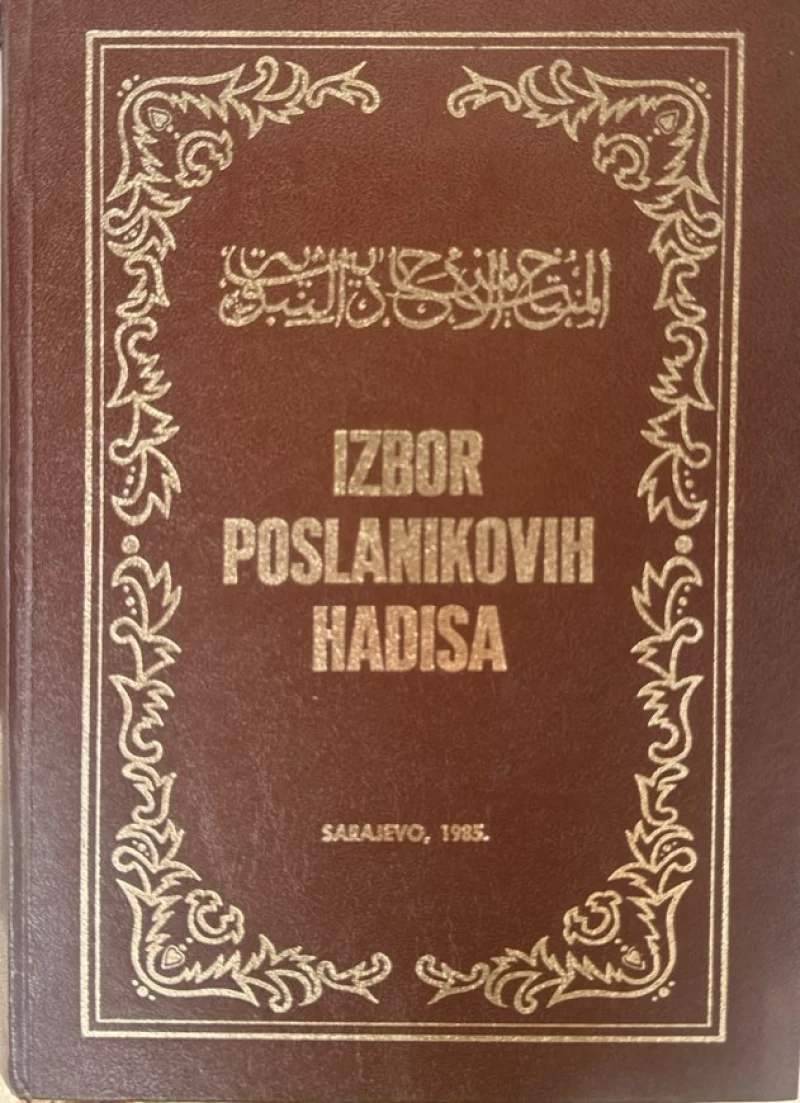 المنتخب من الأحاديث النبوية
IZBOR
POSLANIKOVIH
HADISA
SARAJEVO, 1985.